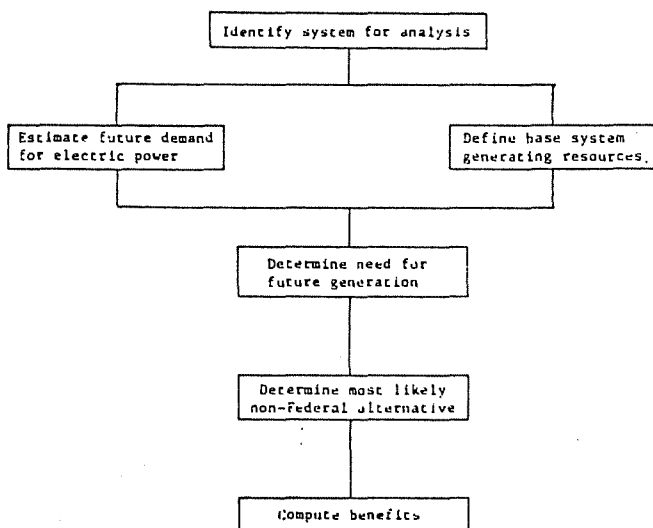 Identify system for analysis
Estimate future demand
for electric power
Define base system
generating resources.
Determine need for
future generation
Determine most likely
non-Federal alternative
Compute benefits